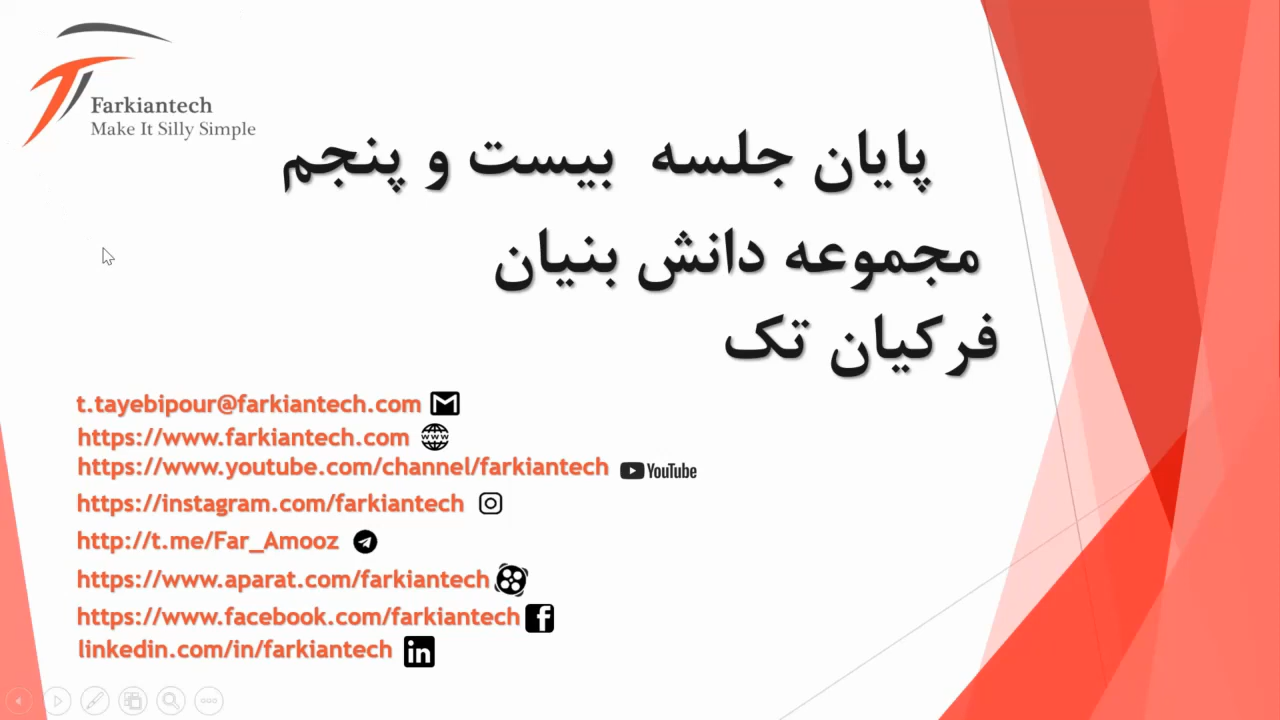 Farkiantech
Make It Silly Simple
پایان جلسه بیست و پنجم
مجموعه دانش بنیان
فرکیان تک
t.tayebipour@farkiantech.com
https://www.farkiantech.com
https://www.youtube.com/channel/farkiantech YouTube
https://instagram.com/farkiantech
http://t.me/Far_Amooz
https://www.aparat.com/farkiantech
https://www.facebook.com/farkiantech
linkedin.com/in/farkiantech